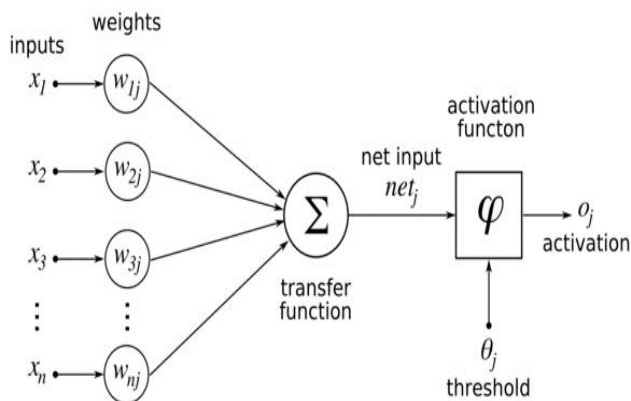 weights
inputs
x₁
w₁ⱼ
activation
functon
x₂
w₂ⱼ
net input
netⱼ
Σ
φ
oⱼ
activation
x₃
w₃ⱼ
transfer
function
⋮
⋮
θⱼ
threshold
xₙ
wₙⱼ